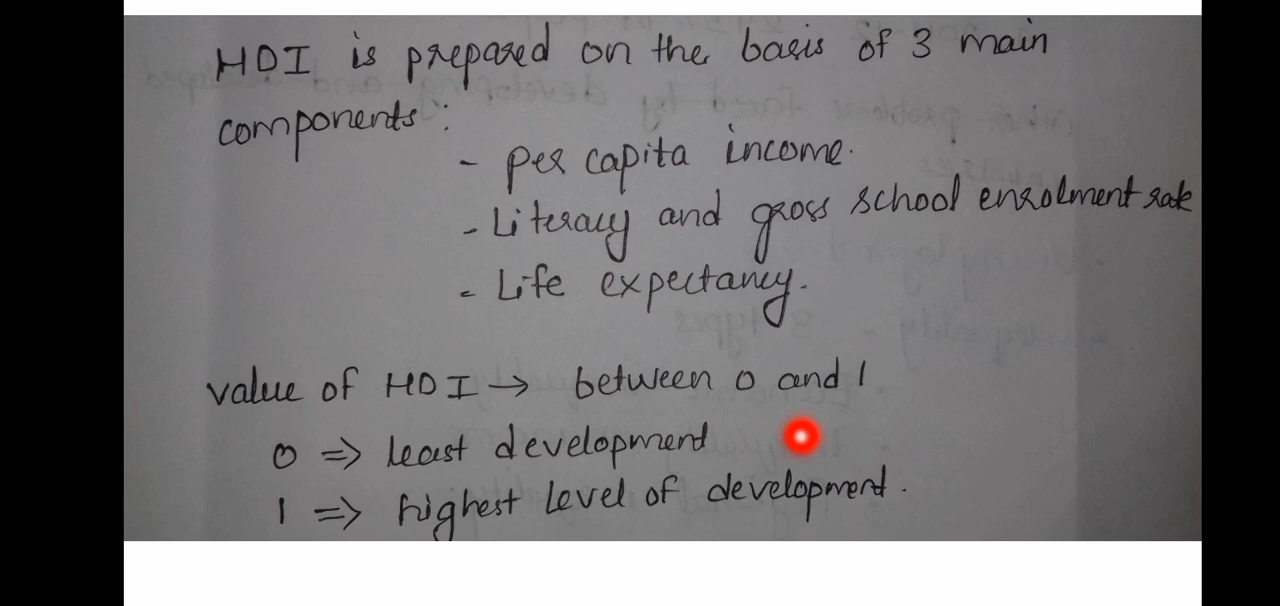 HDI is prepared on the basis of 3 main
components:
- per capita income.
- Literacy and gross school enrolment rate
- Life expectancy.
value of HDI → between 0 and 1
0 => least development
1 => highest level of development.